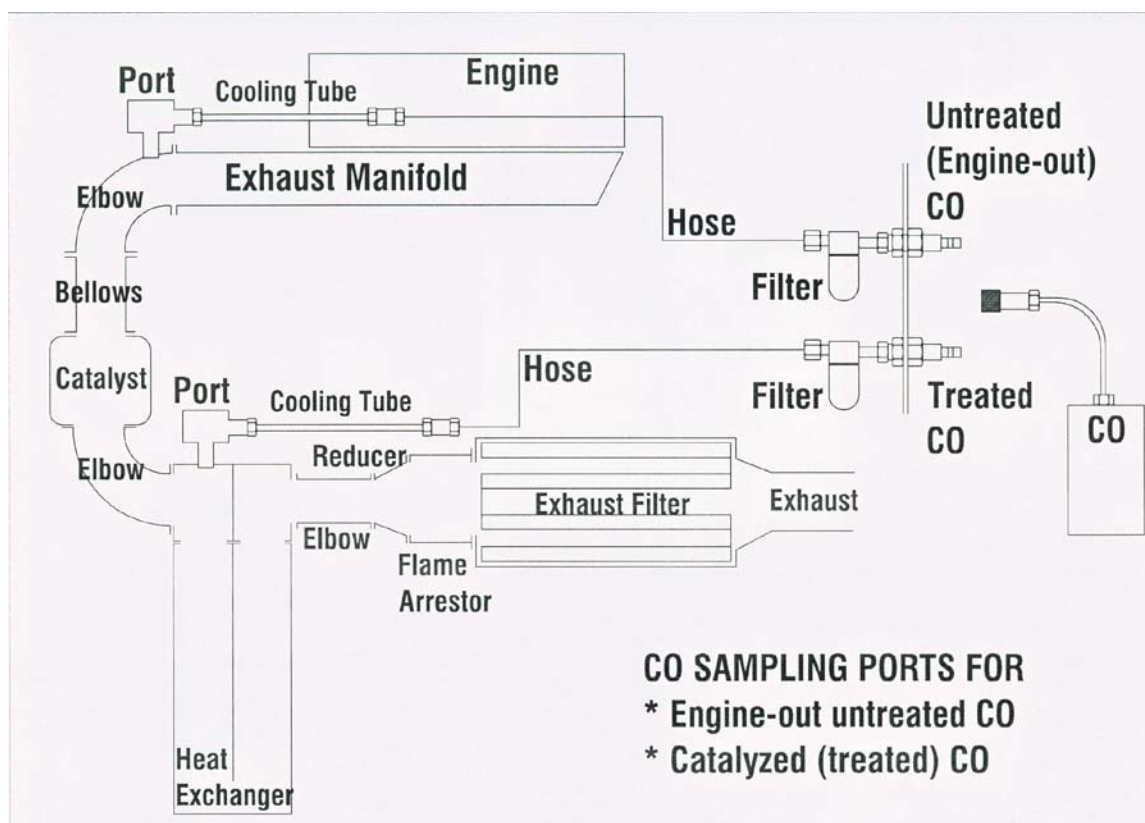 Port
Cooling Tube
Engine
Untreated
(Engine-out)
CO
Exhaust Manifold
Elbow
Hose
Bellows
Filter
Catalyst
Port
Cooling Tube
Hose
Filter
Treated
CO
CO
Elbow
Reducer
Exhaust Filter
Exhaust
Elbow
Flame
Arrestor
CO SAMPLING PORTS FOR
* Engine-out untreated CO
* Catalyzed (treated) CO
Heat
Exchanger